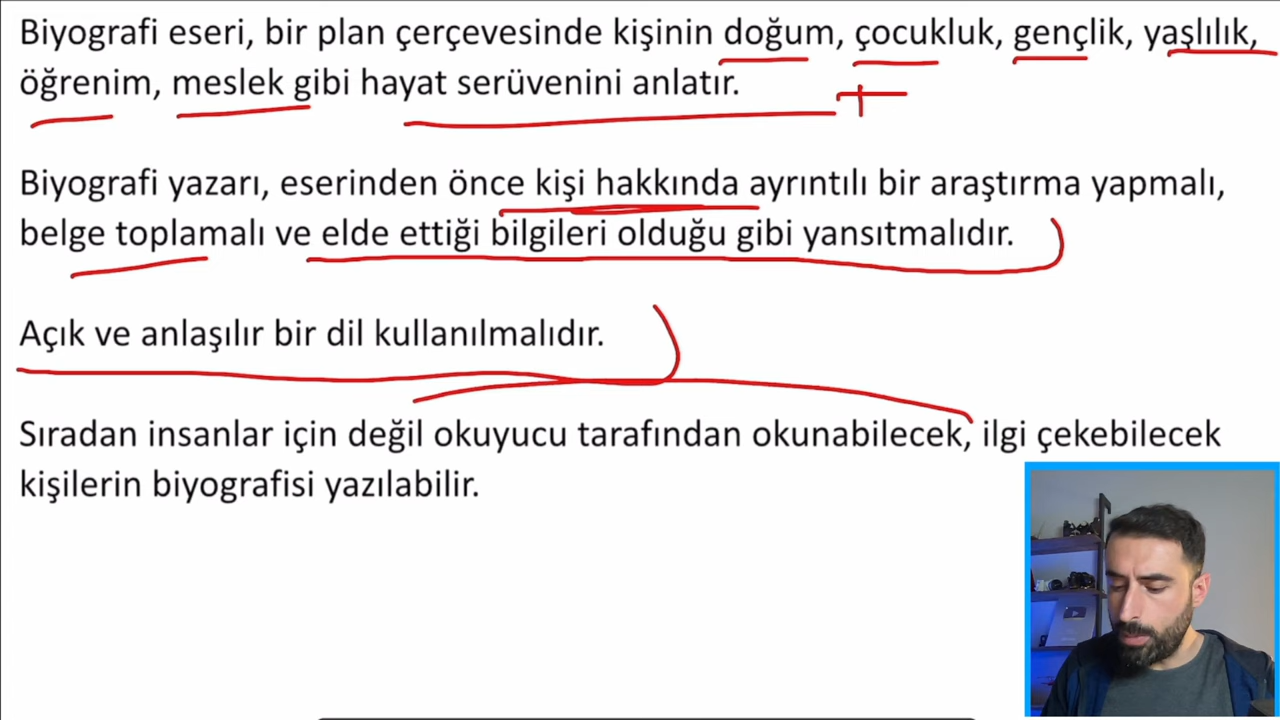 Biyografi eseri, bir plan çerçevesinde kişinin doğum, çocukluk, gençlik, yaşlılık,
öğrenim, meslek gibi hayat serüvenini anlatır.
Biyografi yazarı, eserinden önce kişi hakkında ayrıntılı bir araştırma yapmalı,
belge toplamalı ve elde ettiği bilgileri olduğu gibi yansıtmalıdır.
Açık ve anlaşılır bir dil kullanılmalıdır.
Sıradan insanlar için değil okuyucu tarafından okunabilecek, ilgi çekebilecek
kişilerin biyografisi yazılabilir.